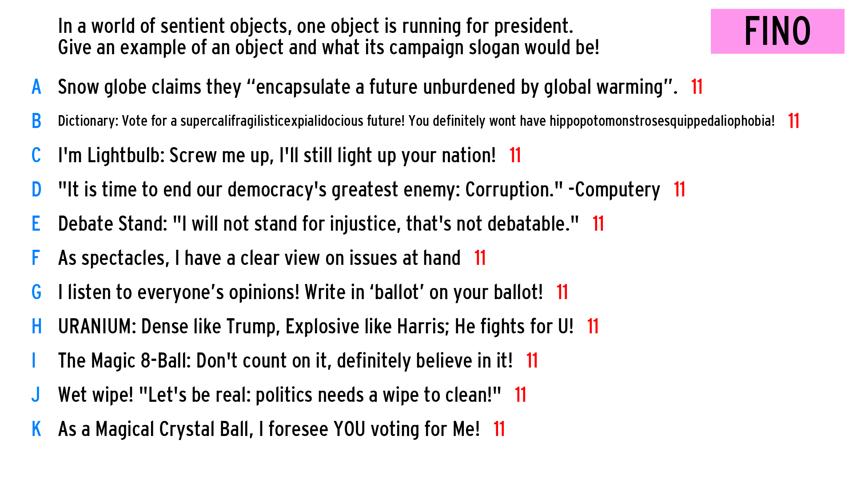 In a world of sentient objects, one object is running for president.
Give an example of an object and what its campaign slogan would be!
FINO
A Snow globe claims they “encapsulate a future unburdened by global warming”. 11
B Dictionary: Vote for a supercalifragilisticexpialidocious future! You definitely wont have hippopotomonstrosesquippedaliophobia! 11
C I'm Lightbulb: Screw me up, I'll still light up your nation! 11
D "It is time to end our democracy's greatest enemy: Corruption." -Computery 11
E Debate Stand: "I will not stand for injustice, that's not debatable." 11
F As spectacles, I have a clear view on issues at hand 11
G I listen to everyone’s opinions! Write in ‘ballot’ on your ballot! 11
H URANIUM: Dense like Trump, Explosive like Harris; He fights for U! 11
I The Magic 8-Ball: Don't count on it, definitely believe in it! 11
J Wet wipe! "Let's be real: politics needs a wipe to clean!" 11
K As a Magical Crystal Ball, I foresee YOU voting for Me! 11